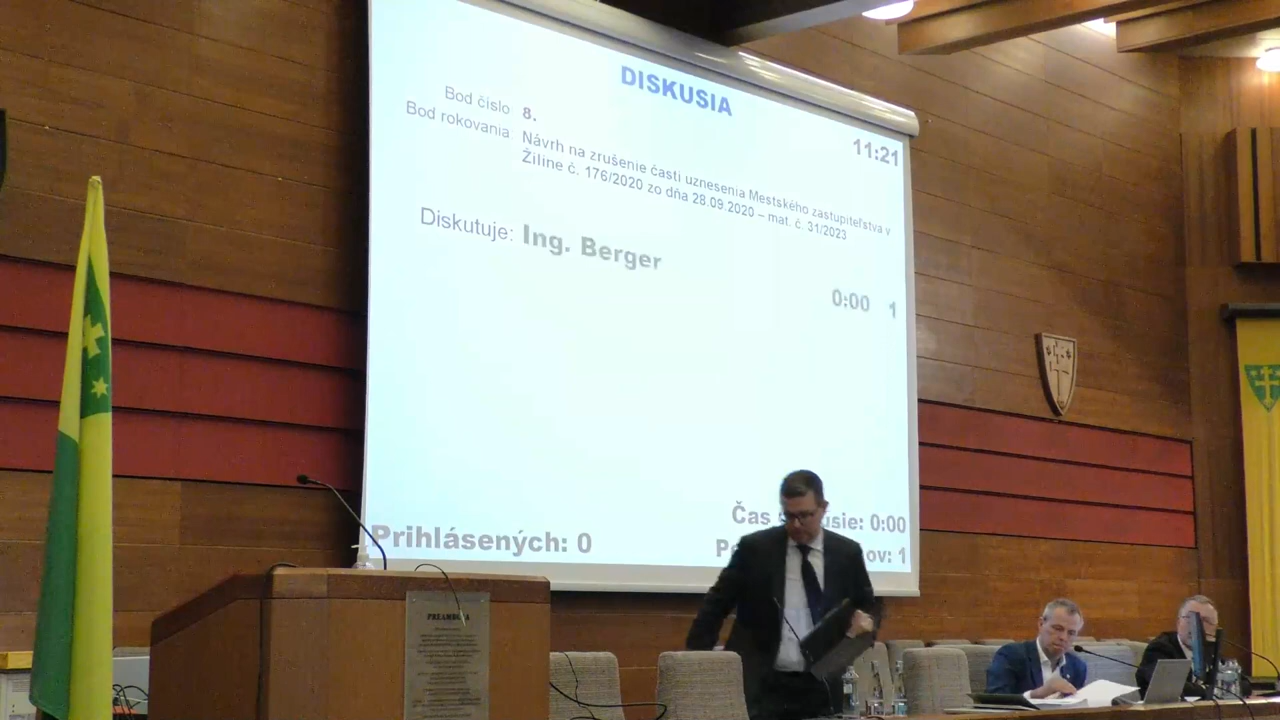 DISKUSIA
Bod číslo 8.
11:21
Bod rokovania Návrh na zrušenie časti uznesenia Mestského zastupiteľstva v
Žiline č. 176/2020 zo dňa 28.09.2020 – mat. č. 31/2023
Diskutuje: Ing. Berger
0:00 1
Prihlásených: 0
Čas 0:00
1
PREAMBULA